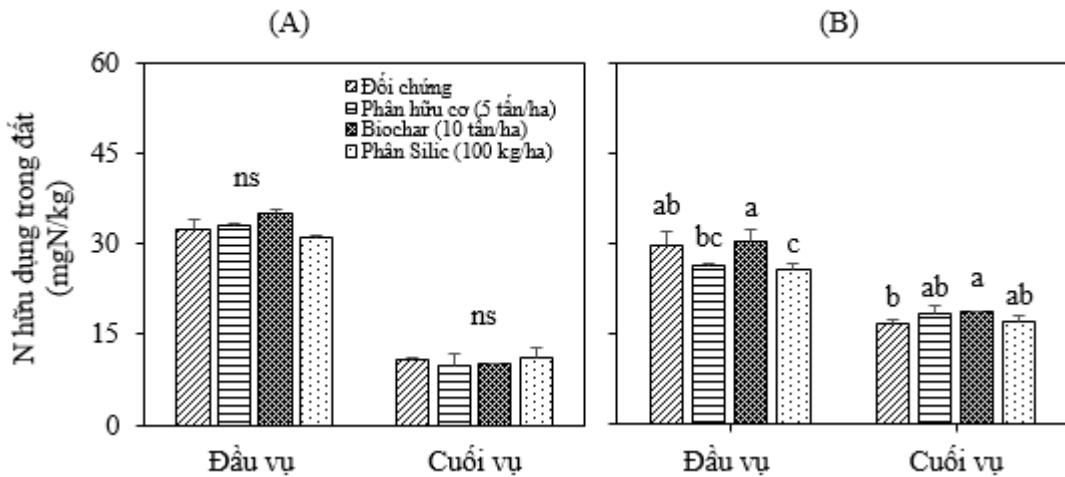 (A)
(B)
N hữu dụng trong đất
(mgN/kg)
60
45
30
15
0
Đối chứng
Phân hữu cơ (5 tấn/ha)
Biochar (10 tấn/ha)
Phân Silic (100 kg/ha)
ns
ns
ab
bc
a
c
b
ab
a
ab
Đầu vụ
Cuối vụ
Đầu vụ
Cuối vụ